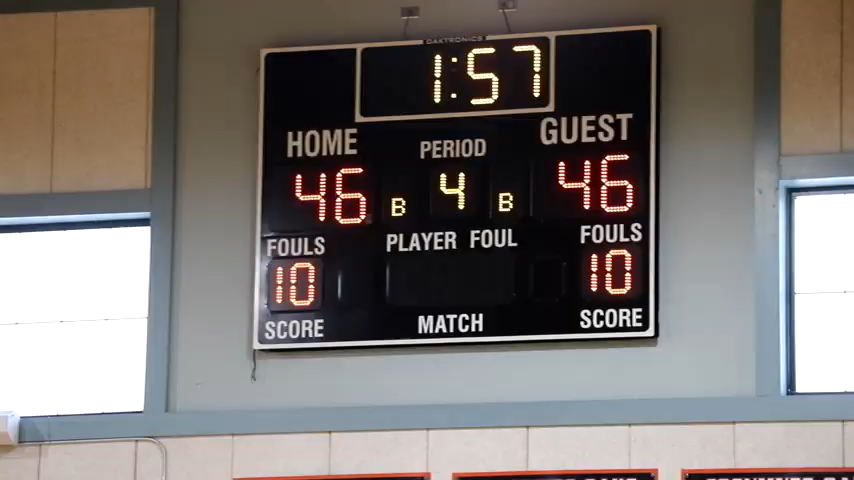 DAKTRONICS
1:57
HOME PERIOD GUEST
46 B 4 B 46
FOULS PLAYER FOUL FOULS
10 10
SCORE MATCH SCORE